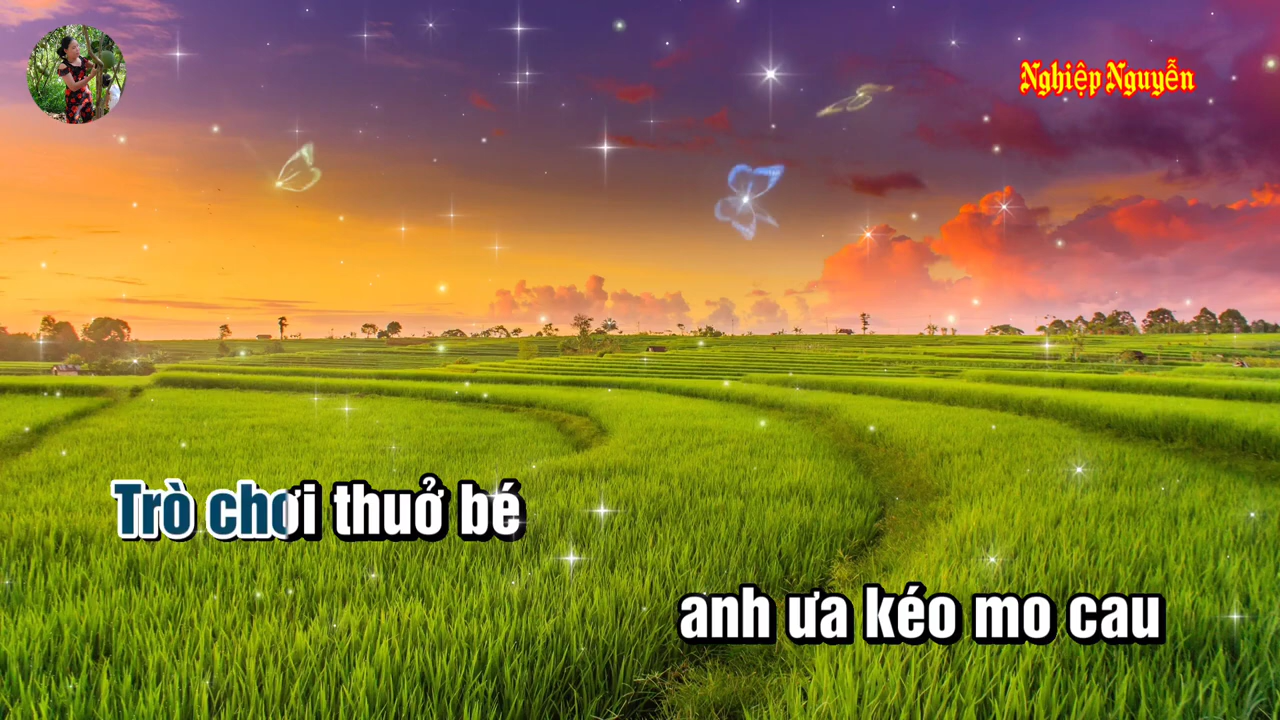 Nghiệp Nguyễn
Trò chơi thuở bé
anh ưa kéo mo cau